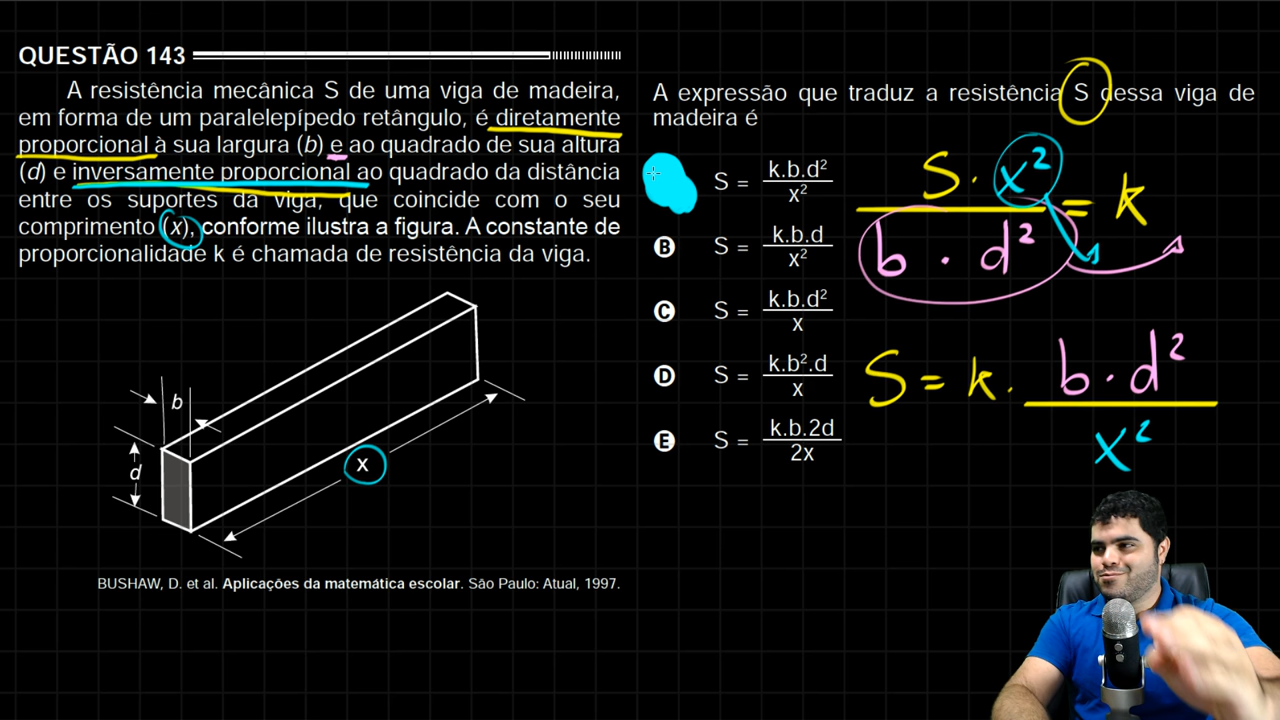 QUESTÃO 143
A resistência mecânica S de uma viga de madeira,
em forma de um paralelepípedo retângulo, é diretamente
proporcional à sua largura (b) e ao quadrado de sua altura
(d) e inversamente proporcional ao quadrado da distância
entre os suportes da viga, que coincide com o seu
comprimento (x), conforme ilustra a figura. A constante de
proporcionalidade k é chamada de resistência da viga.
b
d
x
BUSHAW, D. et al. Aplicações da matemática escolar. São Paulo: Atual, 1997.
A expressão que traduz a resistência S dessa viga de
madeira é
S = k.b.d² / x²
B S = k.b.d / x²
C S = k.b.d² / x
D S = k.b².d / x
E S = k.b.2d / 2x
S · x² / b · d² = k
S = k · b · d² / x²